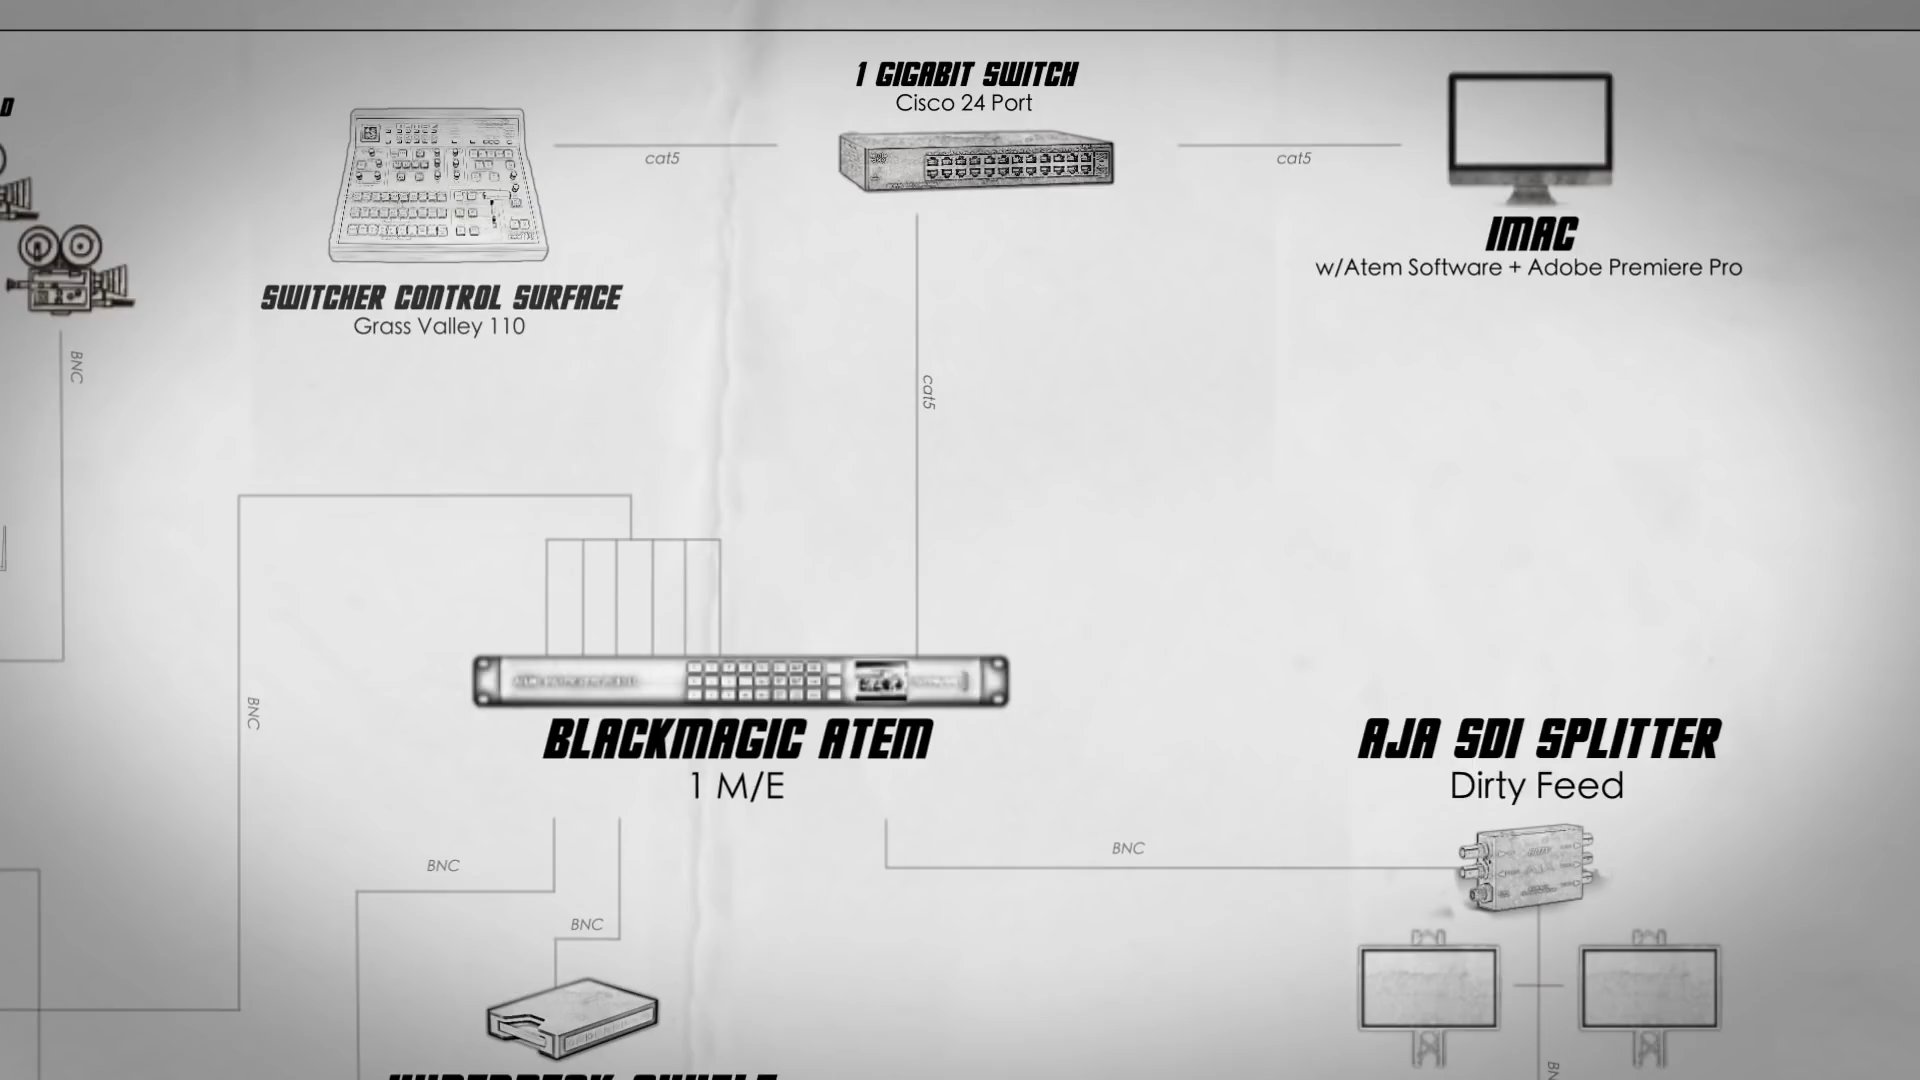 1 GIGABIT SWITCH
Cisco 24 Port
cat5
cat5
IMAC
w/Atem Software + Adobe Premiere Pro
SWITCHER CONTROL SURFACE
Grass Valley 110
BNC
cat5
BNC
BLACKMAGIC ATEM
1 M/E
AJA SDI SPLITTER
Dirty Feed
BNC
BNC
BNC